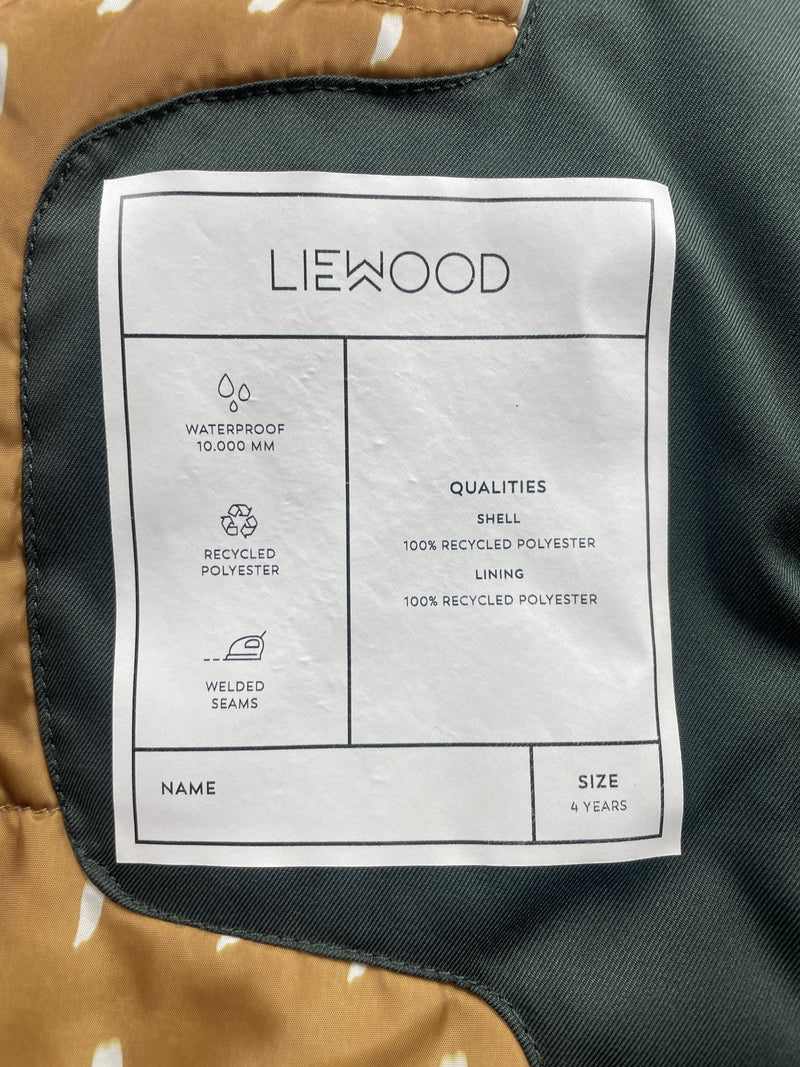 LIEWOOD
WATERPROOF
10.000 MM
RECYCLED
POLYESTER
WELDED
SEAMS
QUALITIES
SHELL
100% RECYCLED POLYESTER
LINING
100% RECYCLED POLYESTER
NAME
SIZE
4 YEARS